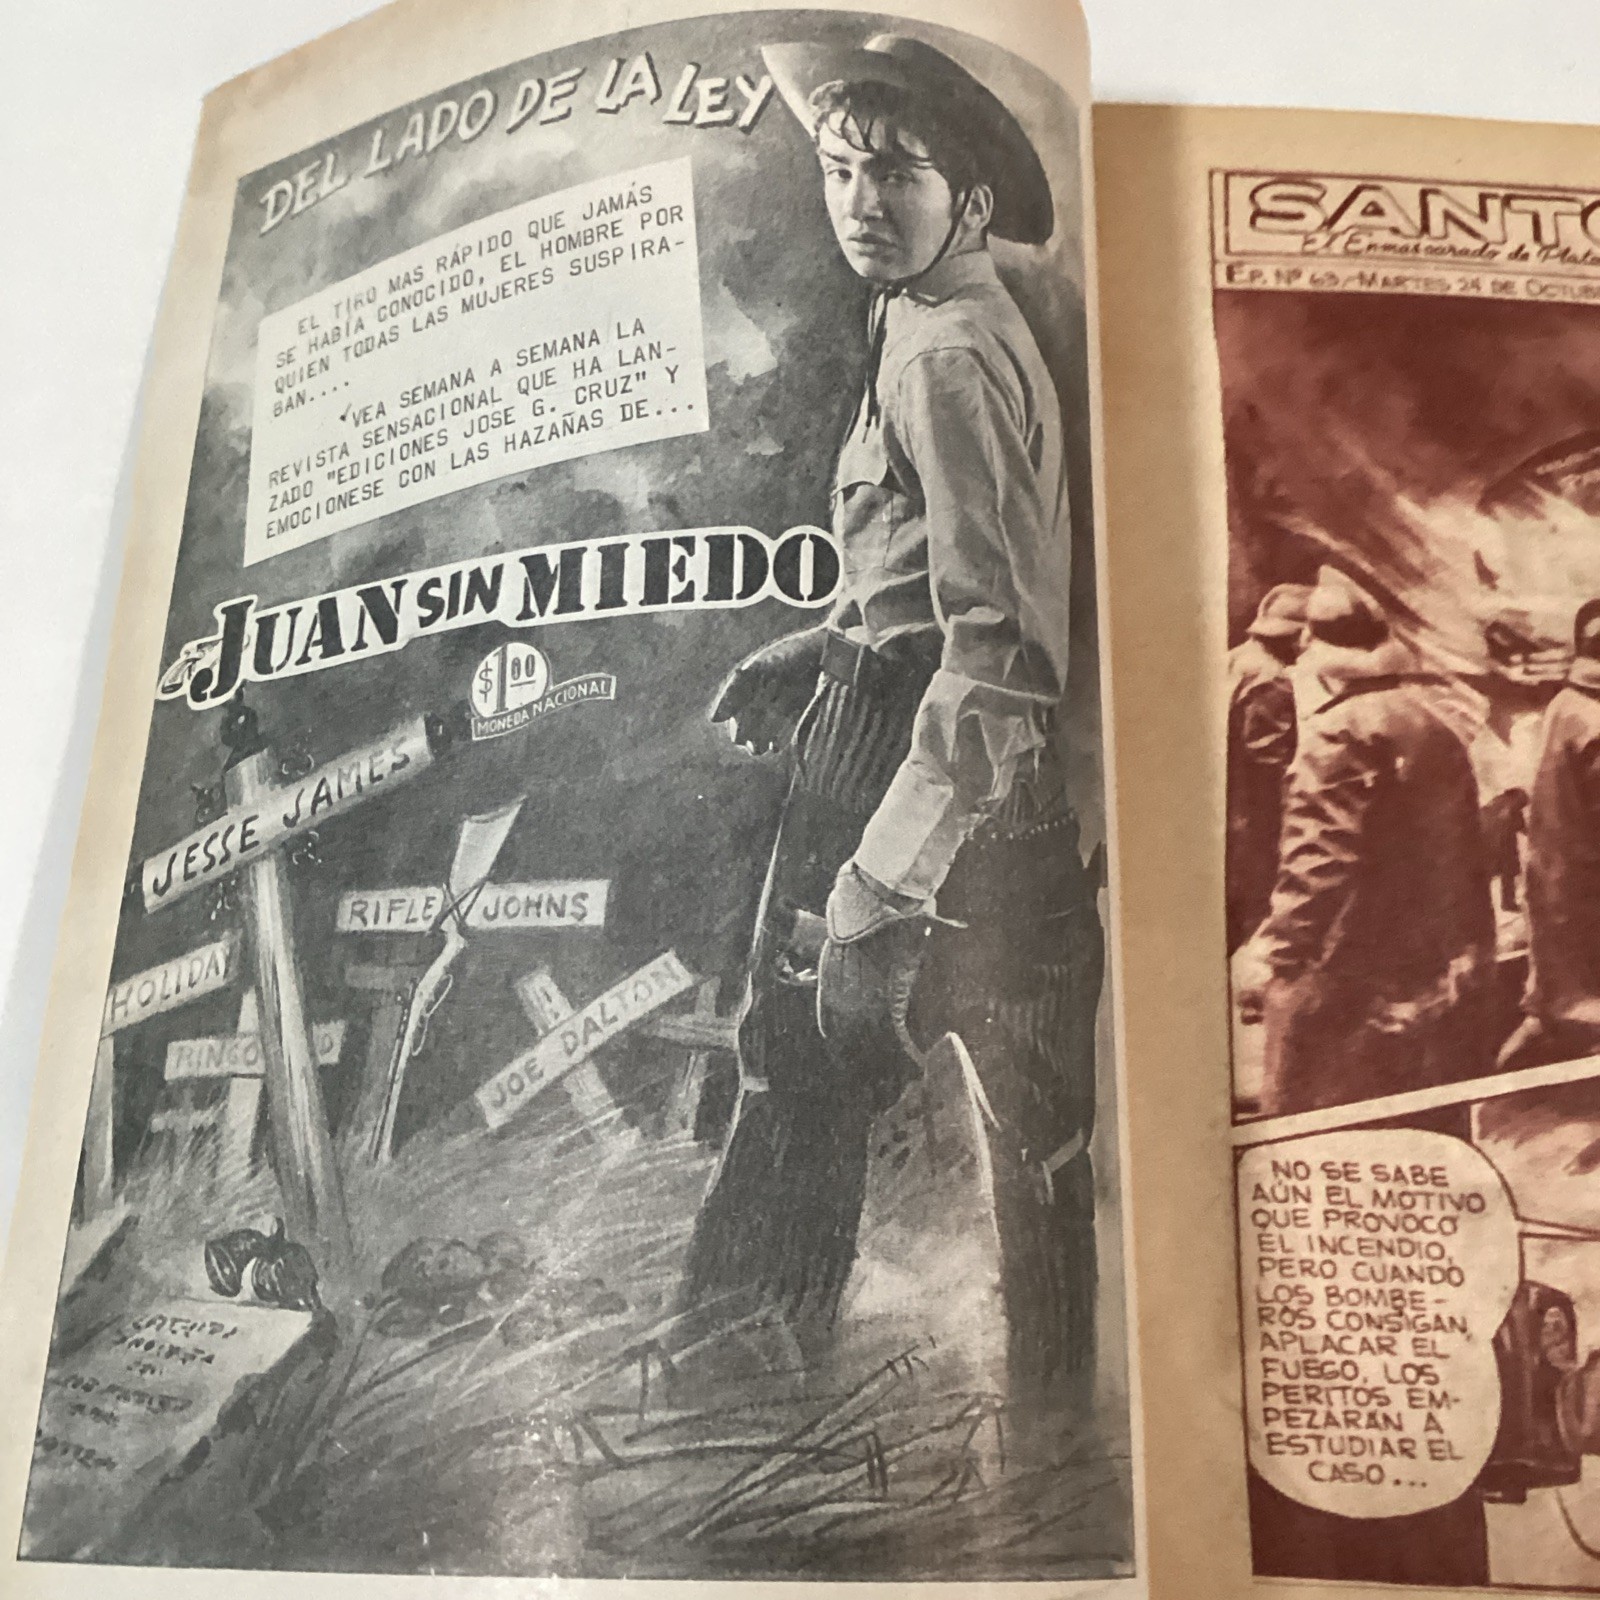 DEL LADO DE LA LEY
EL TIRO MAS RÁPIDO QUE JAMÁS
SE HABÍA CONOCIDO, EL HOMBRE POR
QUIEN TODAS LAS MUJERES SUSPIRA-
BAN...
VEA SEMANA A SEMANA LA
REVISTA SENSACIONAL QUE HA LAN-
ZADO "EDICIONES JOSE G. CRUZ" Y
EMOCIONESE CON LAS HAZAÑAS DE...
JUAN SIN MIEDO
$1.00
MONEDA NACIONAL
JESSE JAMES
RIFLE JOHNS
HOLIDAY
RINGO
JOE DALTON
SANTO
El Enmascarado de Plata
EP. Nº 63/MARTES 24 DE
NO SE SABE
AÚN EL MOTIVO
QUE PROVOCO
EL INCENDIO,
PERO CUANDO
LOS BOMBE-
ROS CONSIGAN
APLACAR EL
FUEGO, LOS
PERITOS EM-
PEZARAN A
ESTUDIAR EL
CASO...